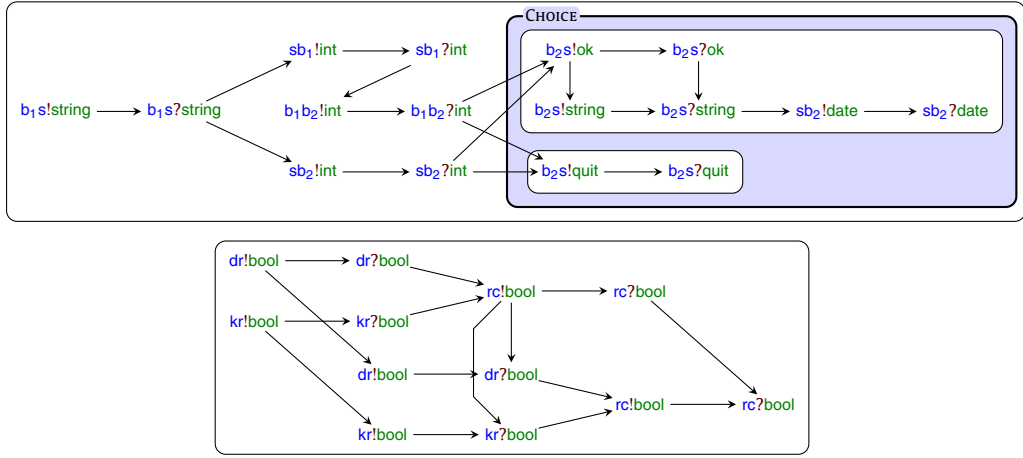 CHOICE
sb₁!int sb₁?int b₂s!ok b₂s?ok
b₁s!string b₁s?string b₁b₂!int b₁b₂?int b₂s!string b₂s?string sb₂!date sb₂?date
sb₂!int sb₂?int b₂s!quit b₂s?quit
dr!bool dr?bool
rc!bool rc?bool
kr!bool kr?bool
dr!bool dr?bool
rc!bool rc?bool
kr!bool kr?bool